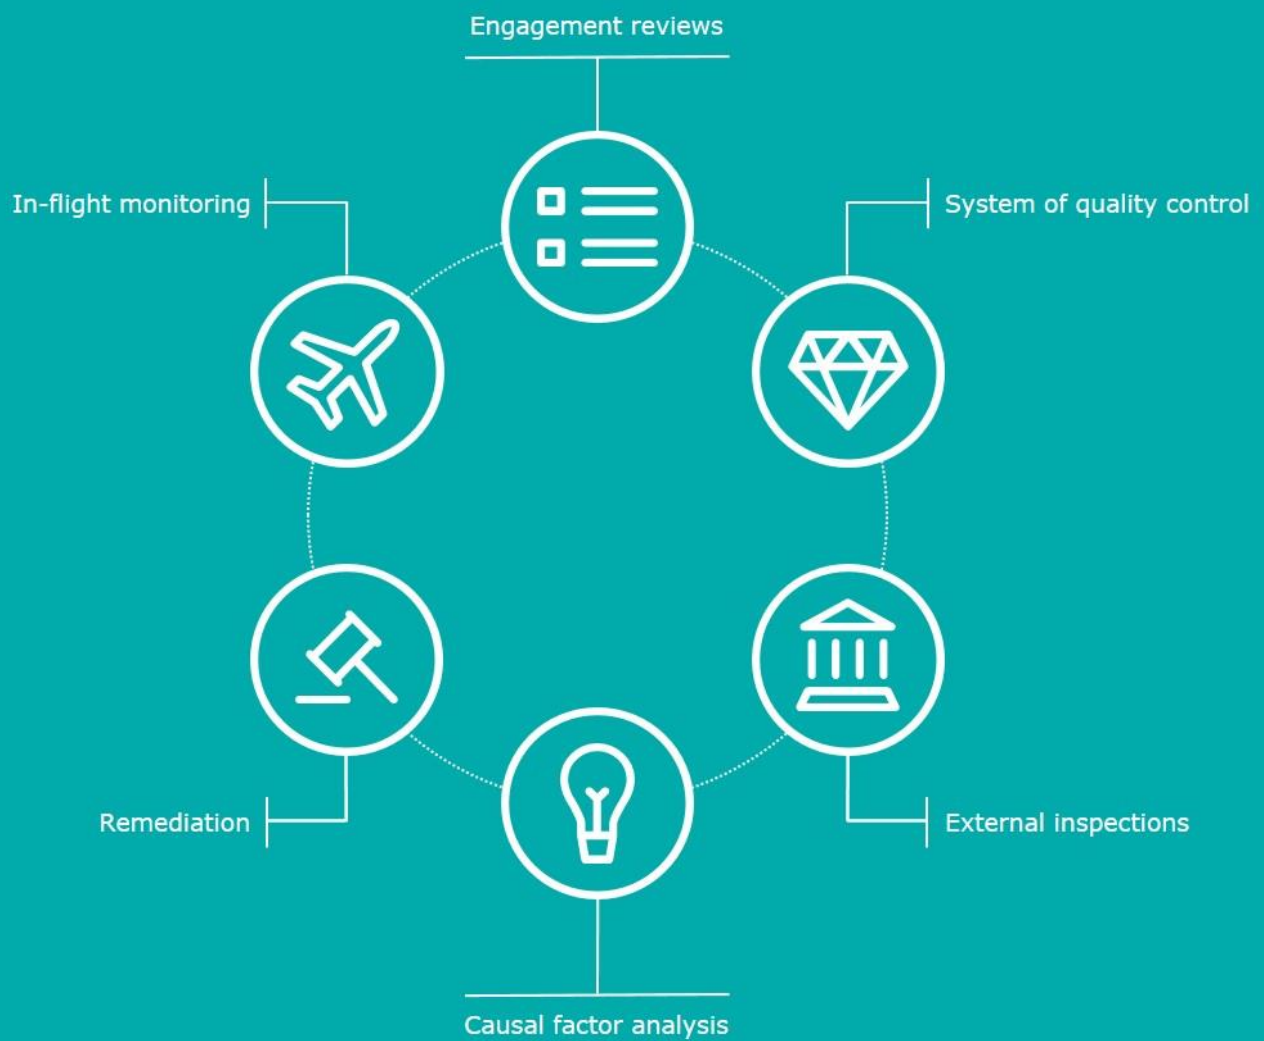 Engagement reviews
In-flight monitoring
System of quality control
Remediation
External inspections
Causal factor analysis